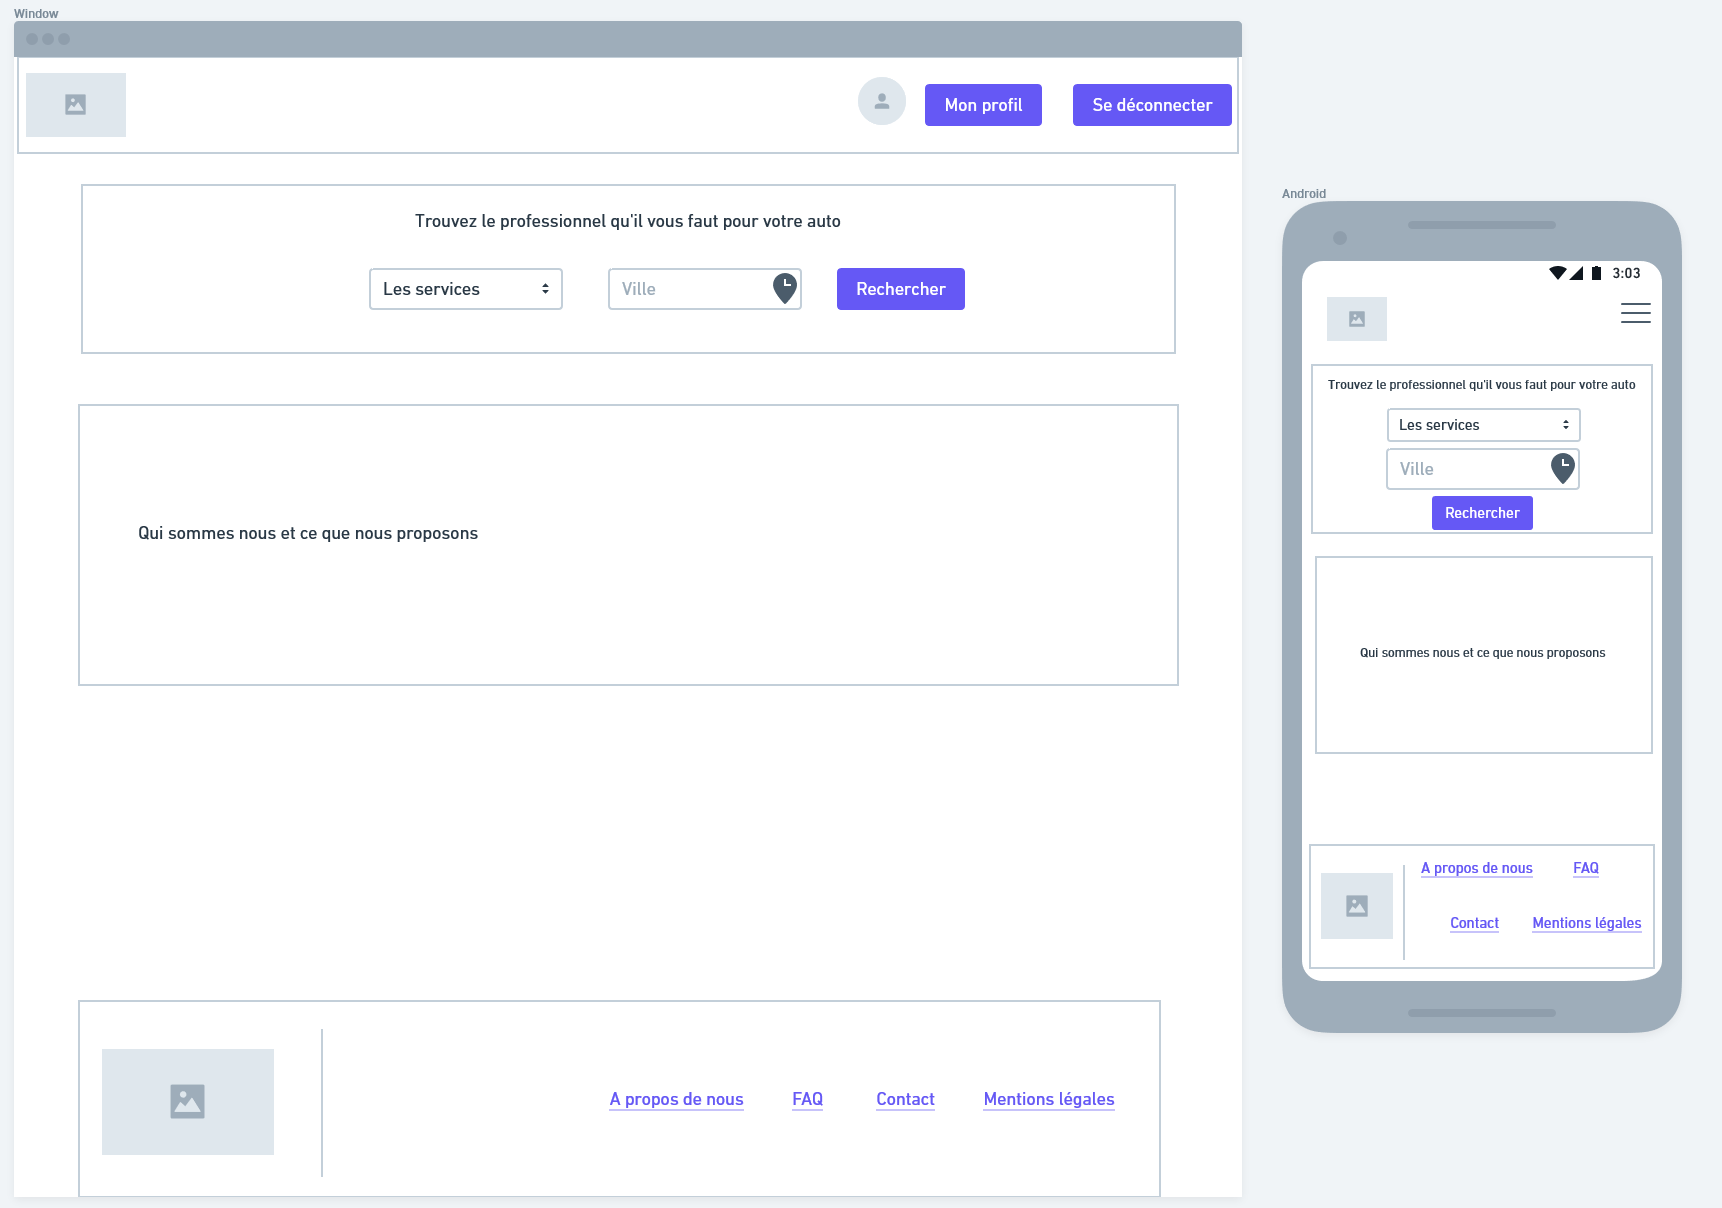 Window
Mon profil
Se déconnecter
Trouvez le professionnel qu'il vous faut pour votre auto
Les services
Ville
Rechercher
Qui sommes nous et ce que nous proposons
A propos de nous
FAQ
Contact
Mentions légales
Android
3:03
Trouvez le professionnel qu'il vous faut pour votre auto
Les services
Ville
Rechercher
Qui sommes nous et ce que nous proposons
A propos de nous
FAQ
Contact
Mentions légales